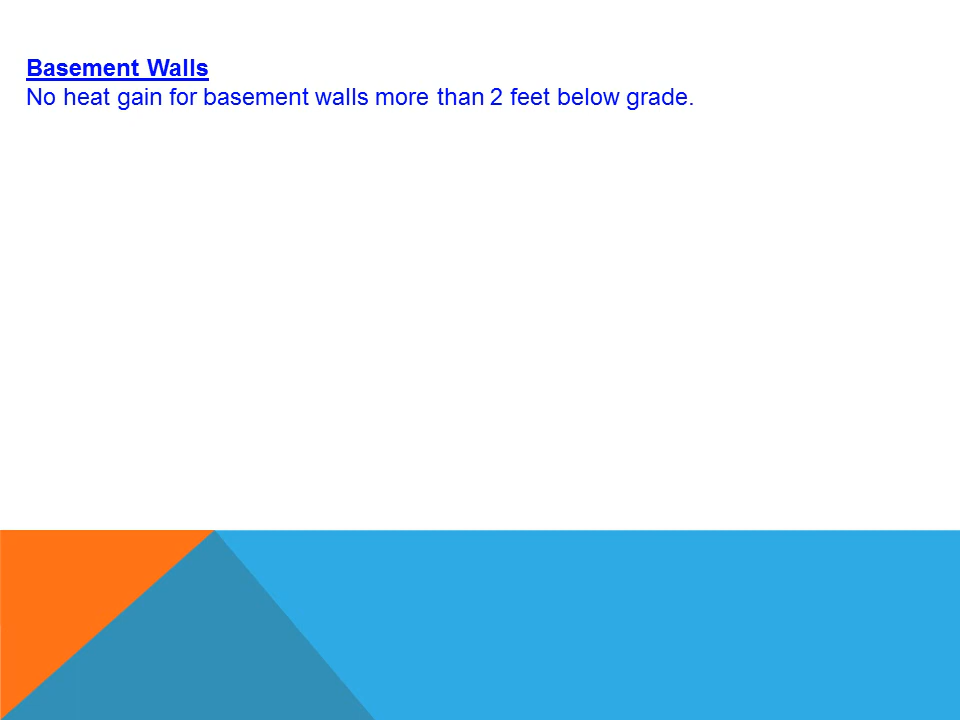 Basement Walls
No heat gain for basement walls more than 2 feet below grade.